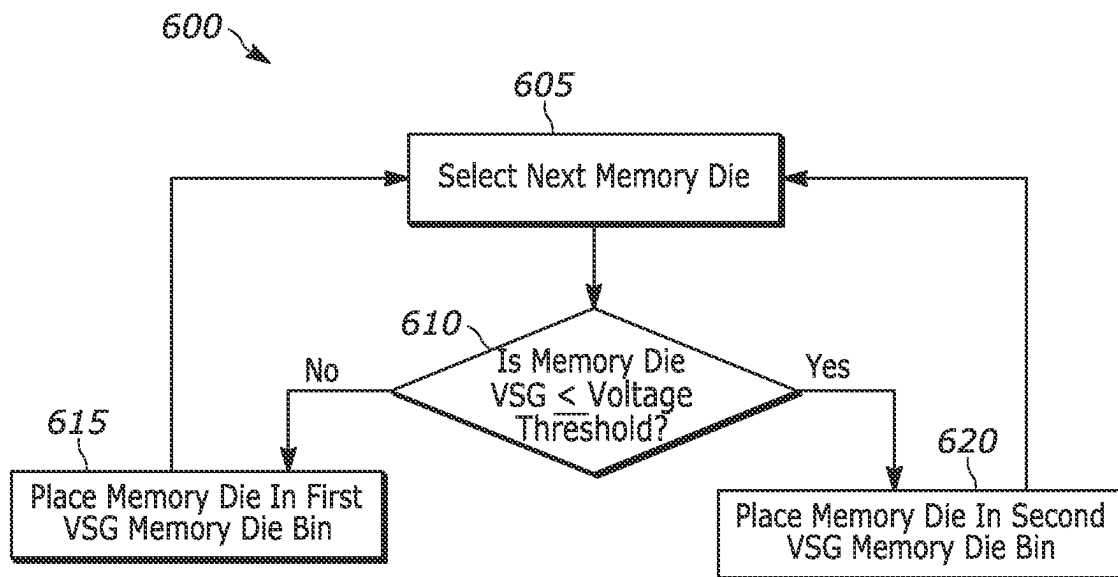 600
605
Select Next Memory Die
610
Is Memory Die
VSG ≤ Voltage
Threshold?
No
Yes
615
Place Memory Die In First
VSG Memory Die Bin
620
Place Memory Die In Second
VSG Memory Die Bin